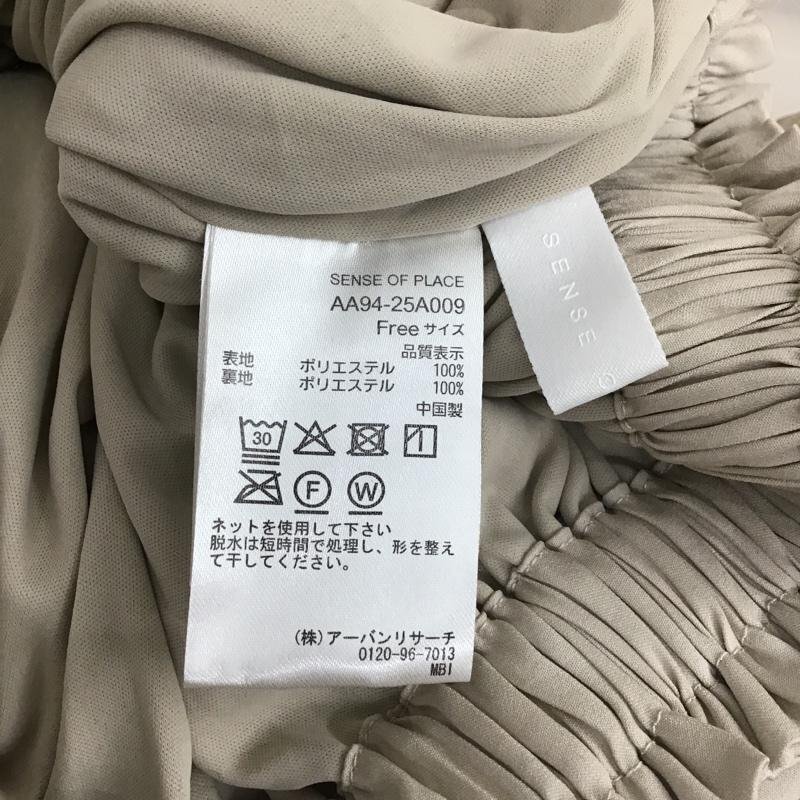 SENSE OF PLACE
AA94-25A009
Free サイズ
品質表示
表地 ポリエステル 100%
裏地 ポリエステル 100%
中国製
30
F W
ネットを使用して下さい
脱水は短時間で処理し、形を整え
て干してください。
(株)アーバンリサーチ
0120-96-7013
MBI
SENSE